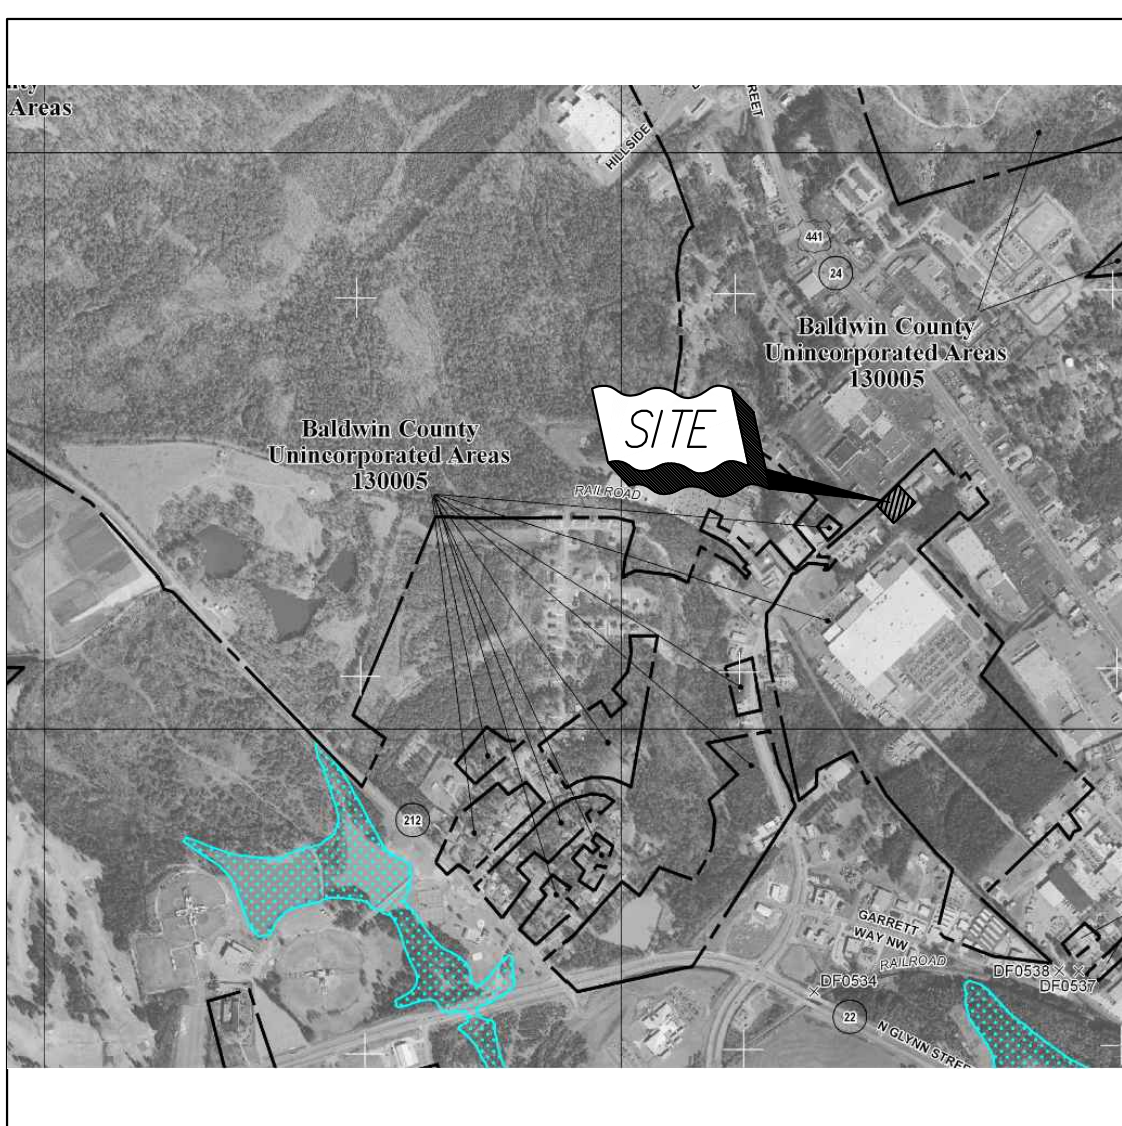 Areas
HILLSIDE
REET
441
24
Baldwin County
Unincorporated Areas
130005
SITE
Baldwin County
Unincorporated Areas
130005
RAILROAD
212
GARRETT
WAY NW
RAILROAD
DF0538
DF0537
DF0534
22
N GLYNN STREE